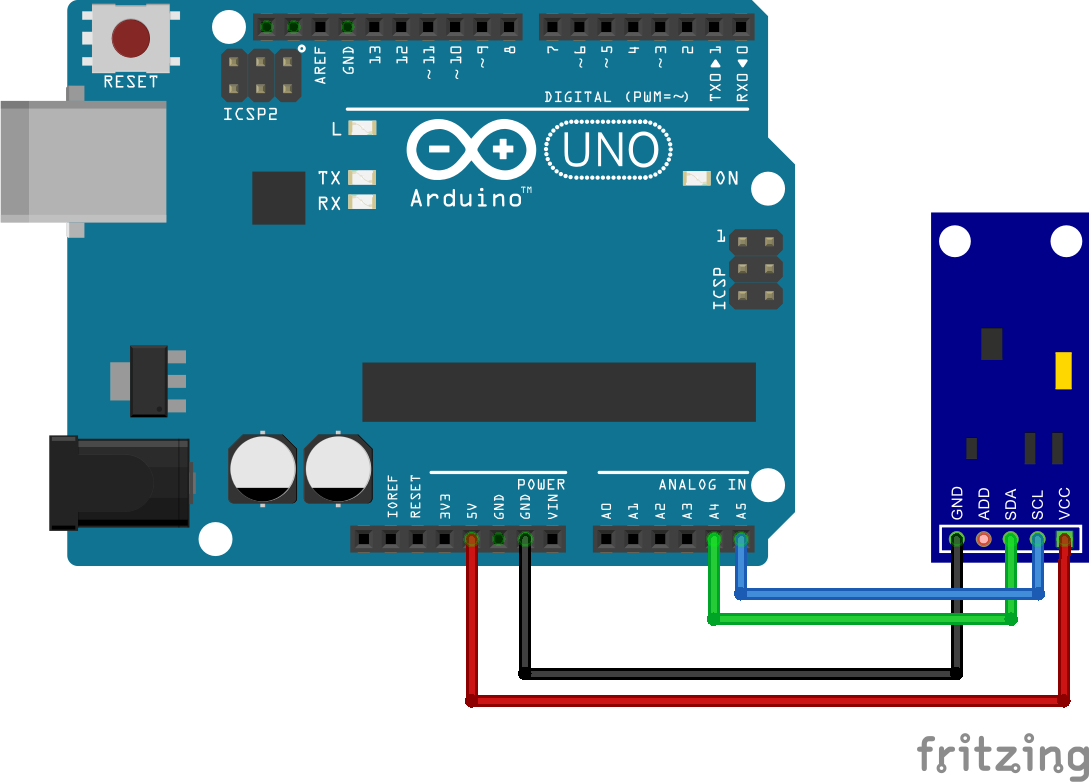 RESET
ICSP2
AREF
GND
13
12
~11
~10
~9
8
7
~6
~5
4
~3
2
TX0▶1
RX0◀0
DIGITAL (PWM=~)
L
TX
RX
UNO
Arduino™
ON
1
ICSP
IOREF
RESET
3V3
5V
GND
GND
VIN
POWER
ANALOG IN
A0
A1
A2
A3
A4
A5
GND
ADD
SDA
SCL
VCC
fritzing